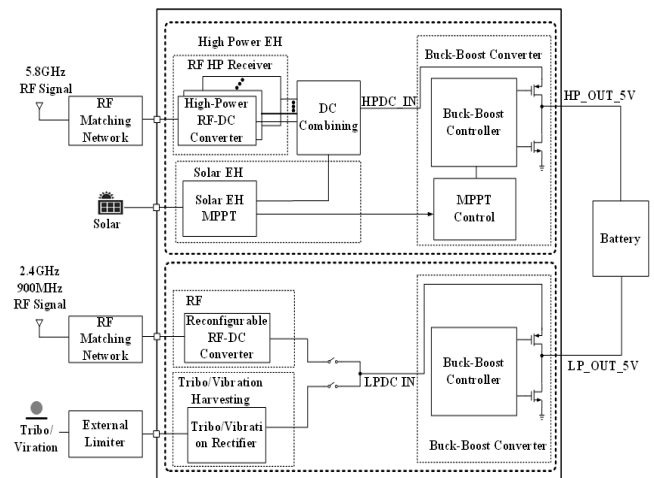 High Power EH
RF HP Receiver
5.8GHz
RF Signal
RF
Matching
Network
High-Power
RF-DC
Converter
DC
Combining
HPDC_IN
Buck-Boost Converter
Buck-Boost
Controller
HP_OUT_5V
Solar EH
Solar EH
MPPT
MPPT
Control
Solar
Battery
2.4GHz
900MHz
RF Signal
RF
Matching
Network
RF
Reconfigurable
RF-DC
Converter
Tribo/Vibration
Harvesting
Tribo/Vibrati
on Rectifier
LPDC IN
Buck-Boost
Controller
LP_OUT_5V
Buck-Boost Converter
Tribo/
Viration
External
Limiter